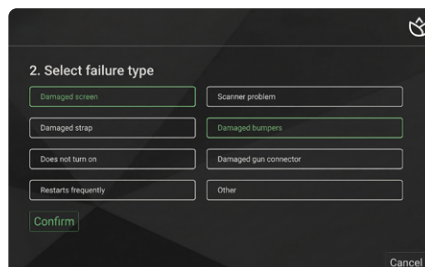 2. Select failure type
Damaged screen
Scanner problem
Damaged strap
Damaged bumpers
Does not turn on
Damaged gun connector
Restarts frequently
Other
Confirm
Cancel